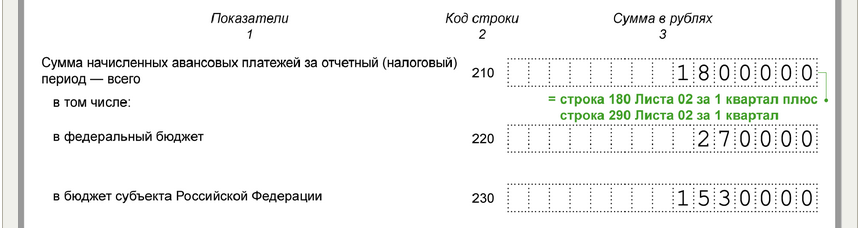 Показатели Код строки Сумма в рублях
1 2 3
Сумма начисленных авансовых платежей за отчетный (налоговый)
период — всего 210 1800000
в том числе:
= строка 180 Листа 02 за 1 квартал плюс
строка 290 Листа 02 за 1 квартал
в федеральный бюджет 220 270000
в бюджет субъекта Российской Федерации 230 1530000